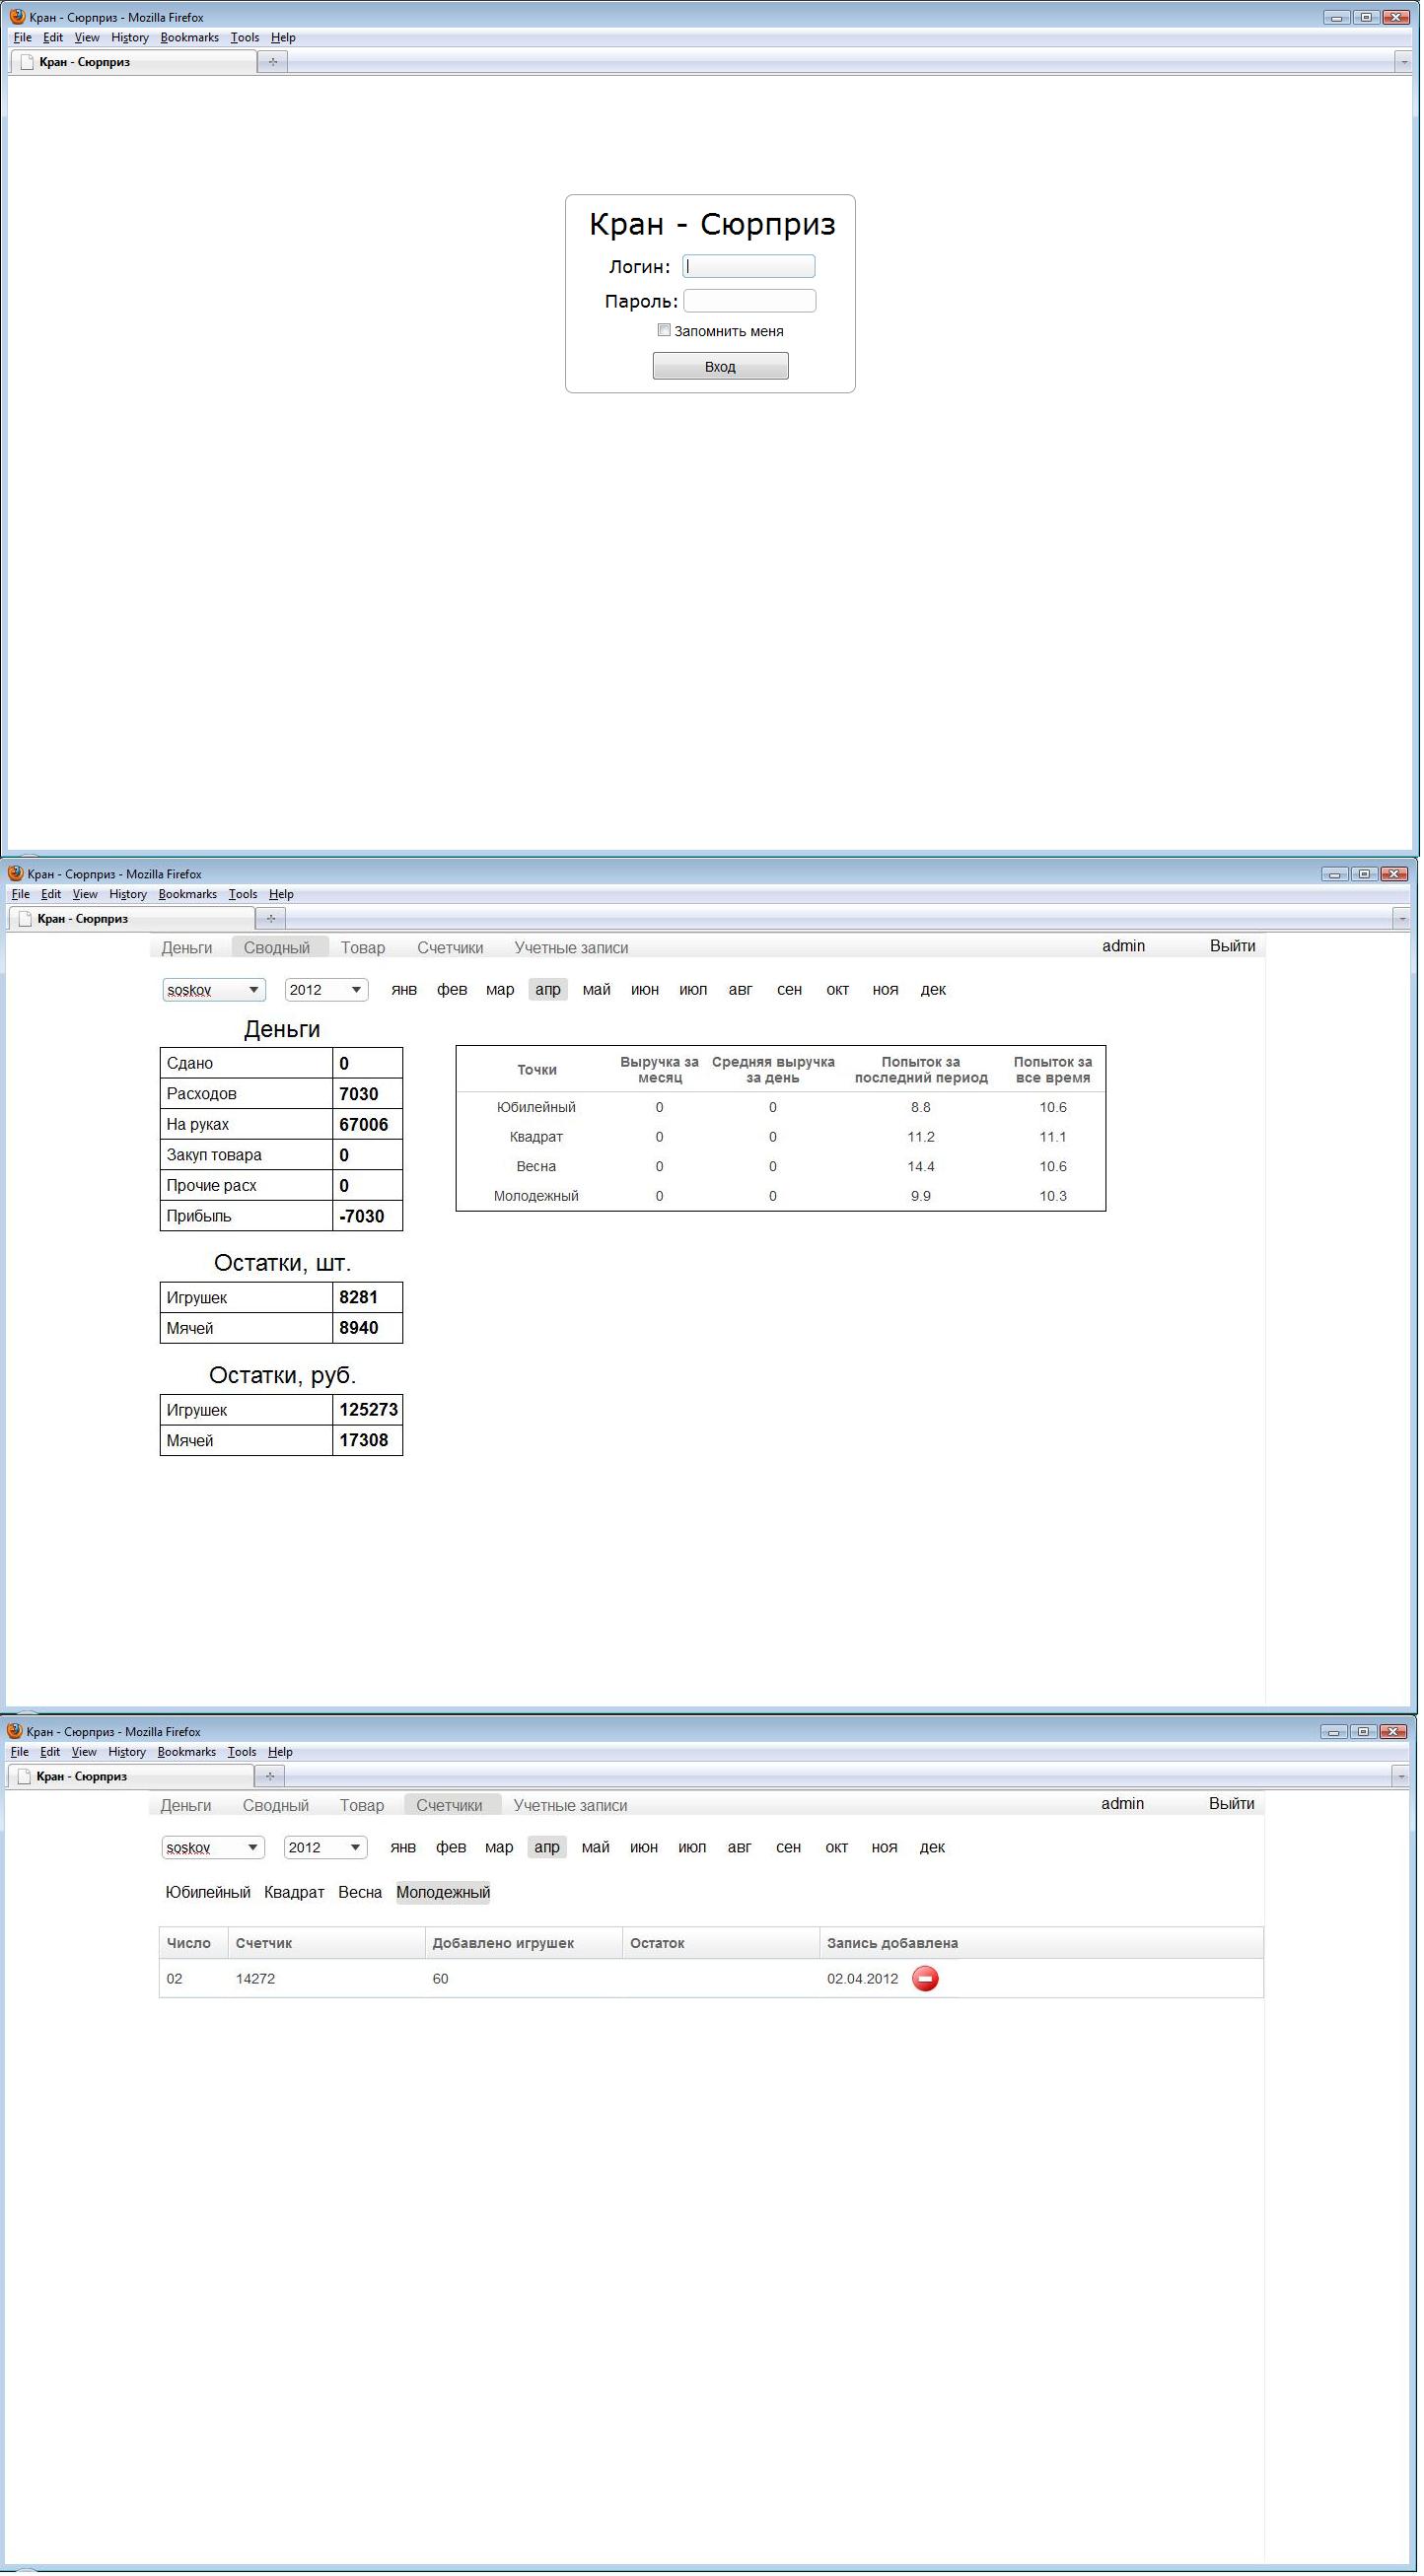 Кран - Сюрприз - Mozilla Firefox
File Edit View History Bookmarks Tools Help
Кран - Сюрприз
Кран - Сюрприз
Логин:
Пароль:
Запомнить меня
Вход
Кран - Сюрприз - Mozilla Firefox
File Edit View History Bookmarks Tools Help
Кран - Сюрприз
Деньги Сводный Товар Счетчики Учетные записи admin Выйти
soskov 2012 янв фев мар апр май июн июл авг сен окт ноя дек
Деньги
Сдано 0
Расходов 7030
На руках 67006
Закуп товара 0
Прочие расх 0
Прибыль -7030
Точки Выручка за месяц Средняя выручка за день Попыток за последний период Попыток за все время
Юбилейный 0 0 8.8 10.6
Квадрат 0 0 11.2 11.1
Весна 0 0 14.4 10.6
Молодежный 0 0 9.9 10.3
Остатки, шт.
Игрушек 8281
Мячей 8940
Остатки, руб.
Игрушек 125273
Мячей 17308
Кран - Сюрприз - Mozilla Firefox
File Edit View History Bookmarks Tools Help
Кран - Сюрприз
Деньги Сводный Товар Счетчики Учетные записи admin Выйти
soskov 2012 янв фев мар апр май июн июл авг сен окт ноя дек
Юбилейный Квадрат Весна Молодежный
Число Счетчик Добавлено игрушек Остаток Запись добавлена
02 14272 60 02.04.2012